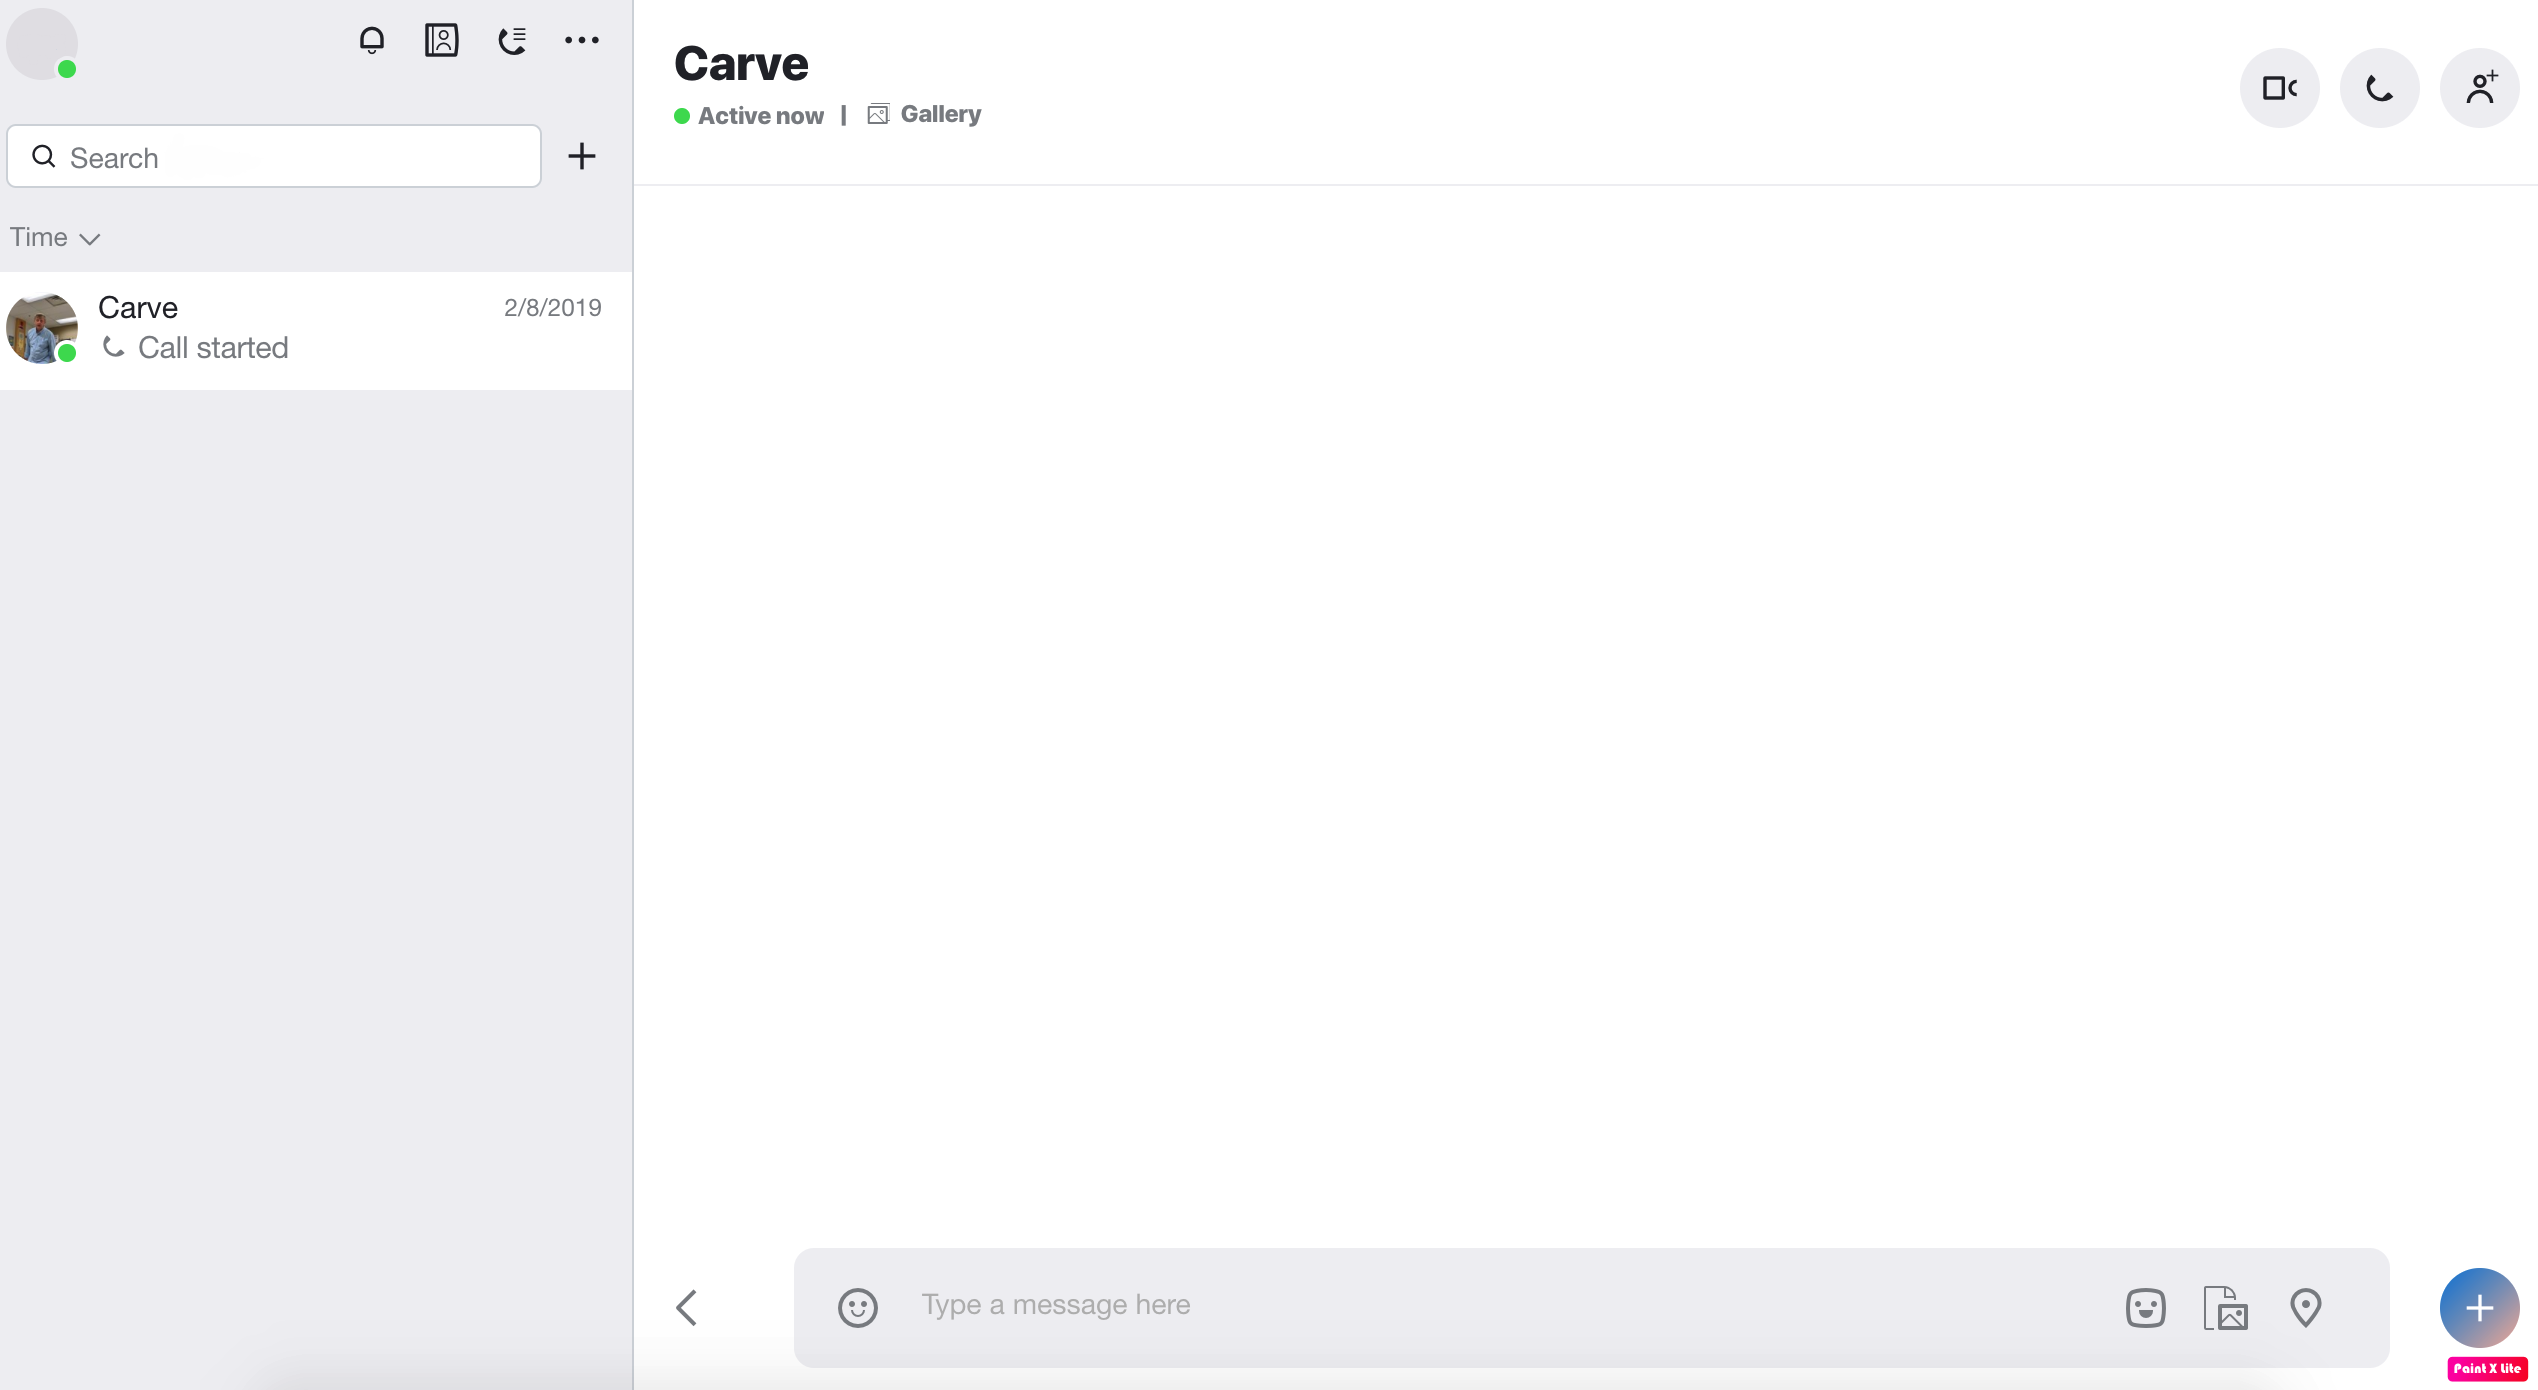 Search
Time
Carve
2/8/2019
Call started
Carve
Active now | Gallery
Type a message here
Paint X Lite